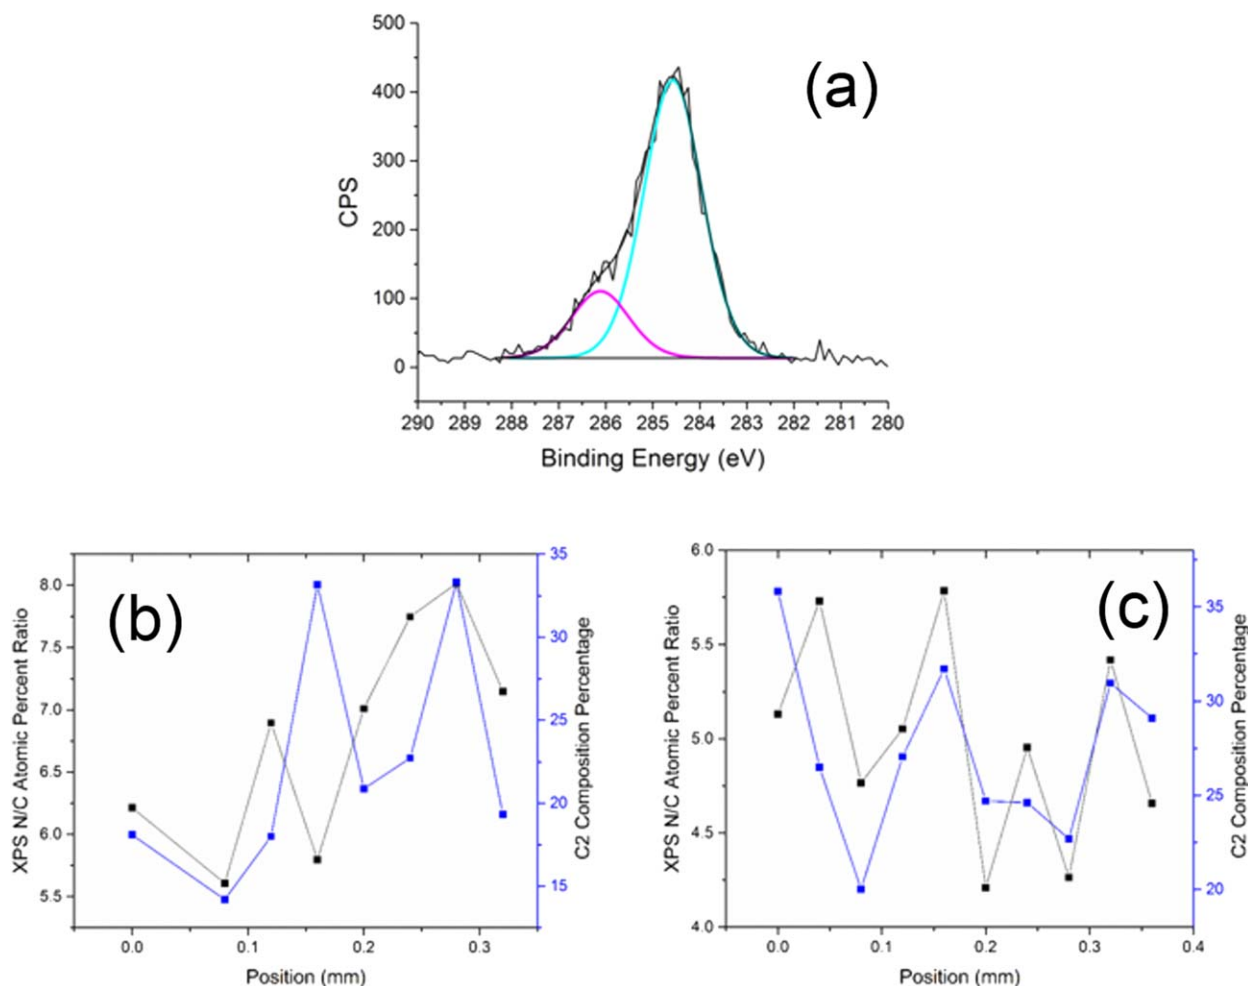 (a)
CPS
500
400
300
200
100
0
290 289 288 287 286 285 284 283 282 281 280
Binding Energy (eV)
(b)
XPS N/C Atomic Percent Ratio
8.0
7.5
7.0
6.5
6.0
5.5
35
30
25
20
15
C2 Composition Percentage
0.0 0.1 0.2 0.3
Position (mm)
(c)
XPS N/C Atomic Percent Ratio
6.0
5.5
5.0
4.5
4.0
35
30
25
20
C2 Composition Percentage
0.0 0.1 0.2 0.3 0.4
Position (mm)